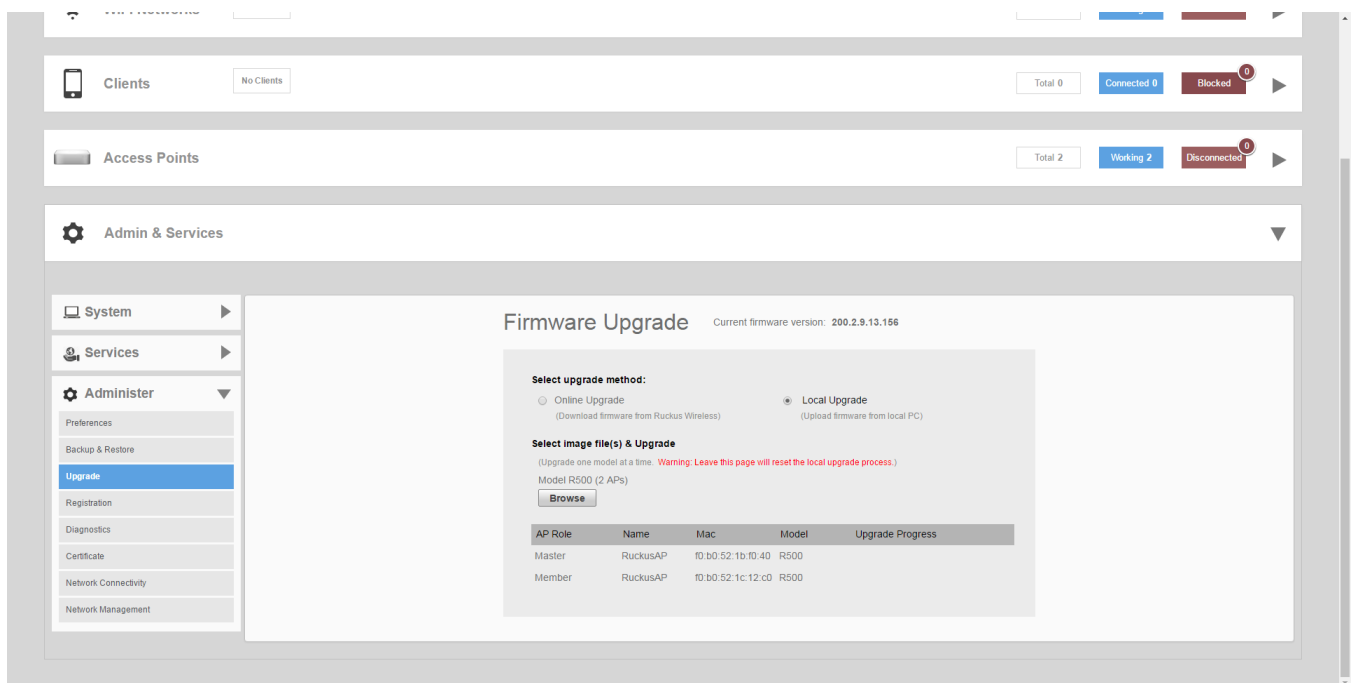 Clients No Clients Total 0 Connected 0 Blocked 0
Access Points Total 2 Working 2 Disconnected 0
Admin & Services
System
Services
Administer
Preferences
Backup & Restore
Upgrade
Registration
Diagnostics
Certificate
Network Connectivity
Network Management
Firmware Upgrade Current firmware version: 200.2.9.13.156
Select upgrade method:
Online Upgrade Local Upgrade
(Download firmware from Ruckus Wireless) (Upload firmware from local PC)
Select image file(s) & Upgrade
(Upgrade one model at a time. Warning: Leave this page will reset the local upgrade process.)
Model R500 (2 APs)
Browse
AP Role Name Mac Model Upgrade Progress
Master RuckusAP f0:b0:52:1b:f0:40 R500
Member RuckusAP f0:b0:52:1c:12:c0 R500